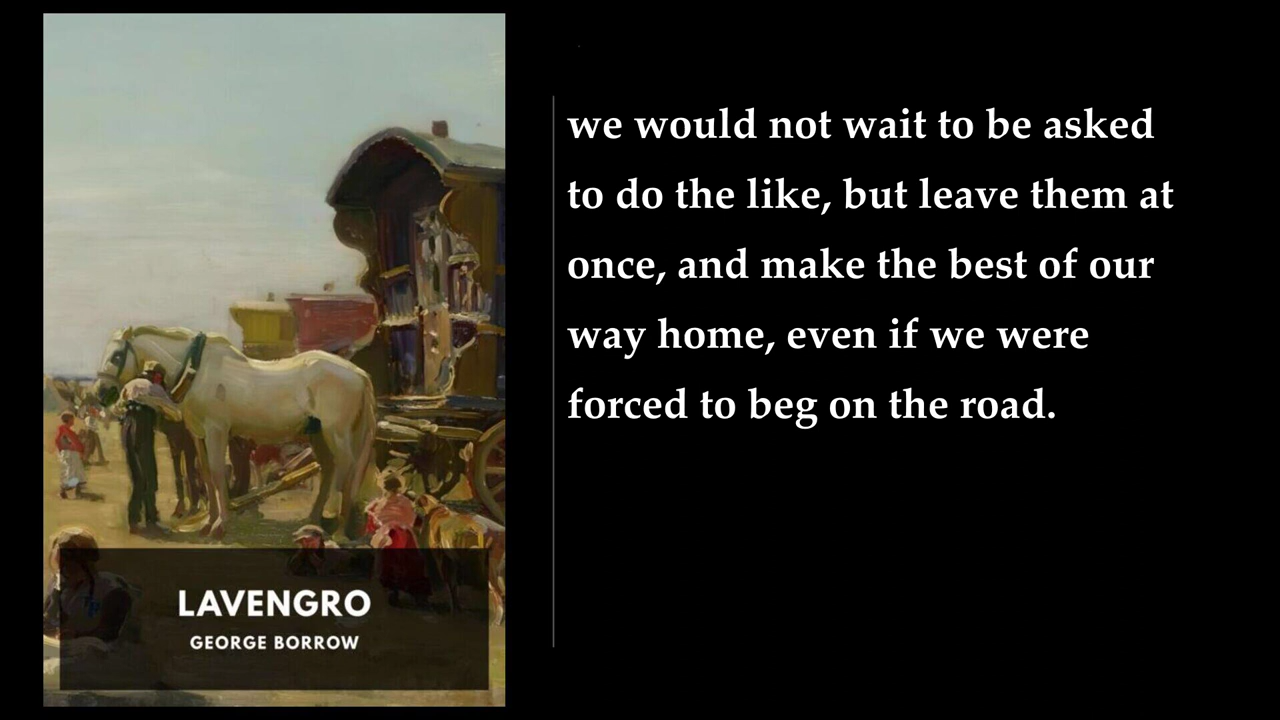 we would not wait to be asked
to do the like, but leave them at
once, and make the best of our
way home, even if we were
forced to beg on the road.
LAVENGRO
GEORGE BORROW